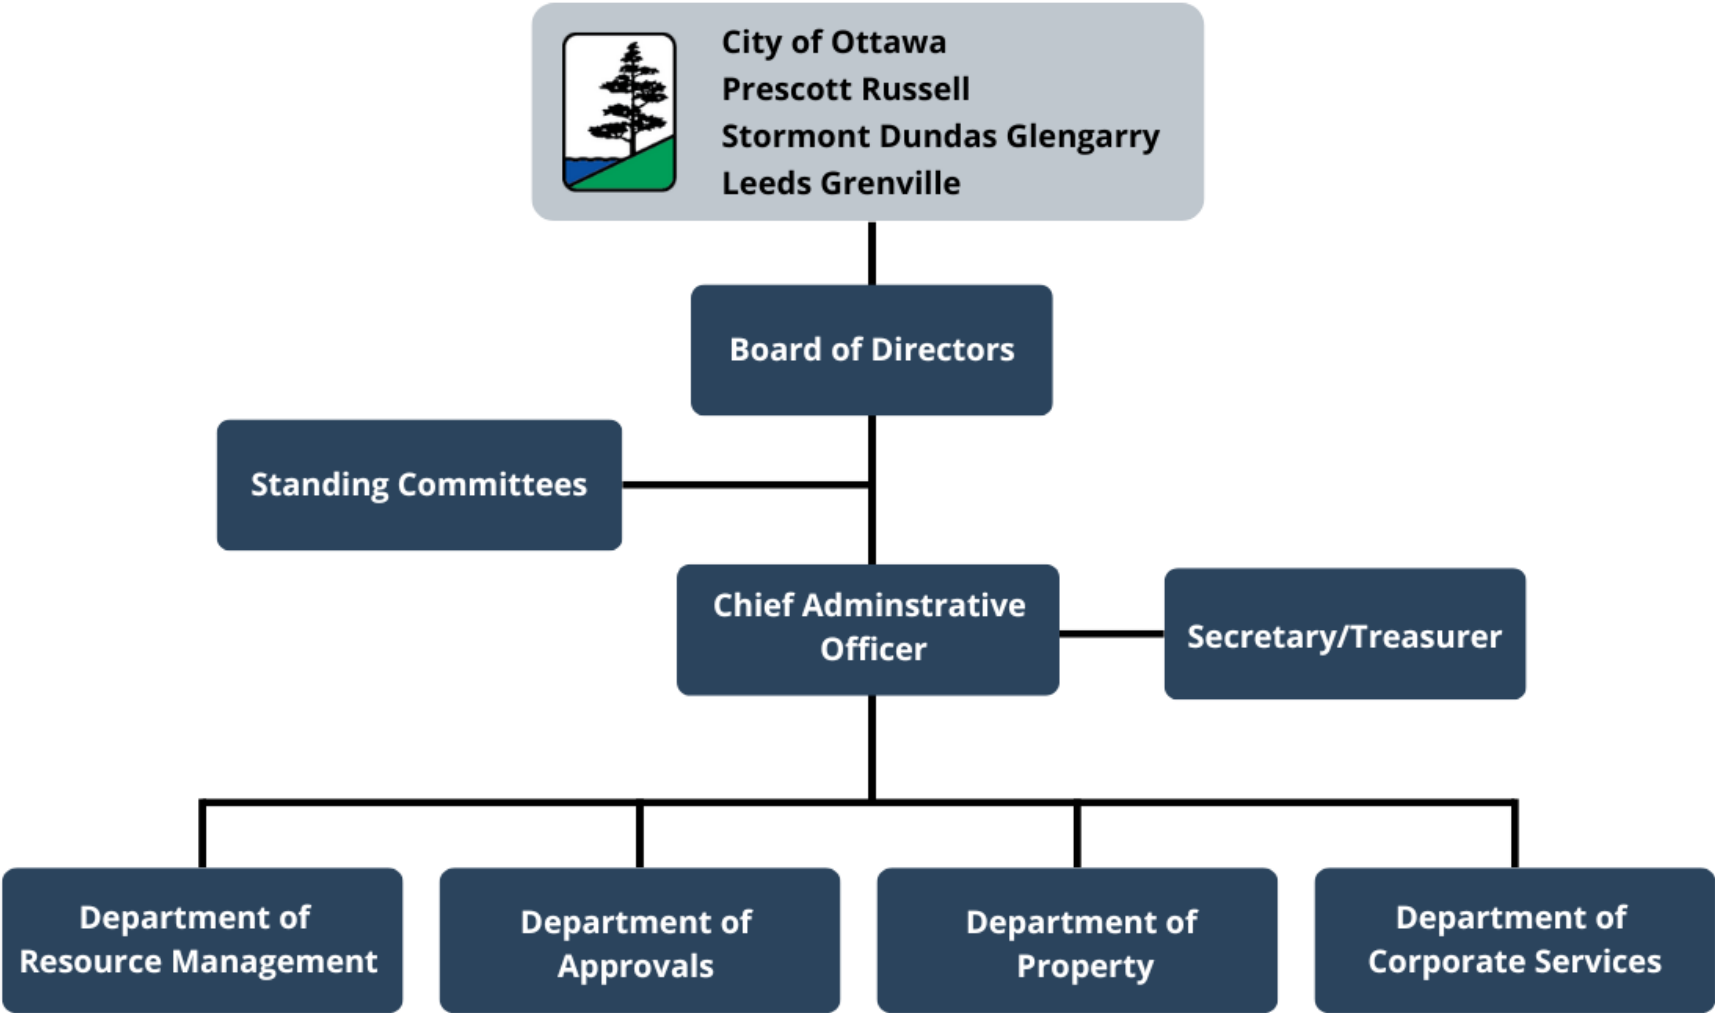 City of Ottawa
Prescott Russell
Stormont Dundas Glengarry
Leeds Grenville
Board of Directors
Standing Committees
Chief Adminstrative
Officer
Secretary/Treasurer
Department of
Resource Management
Department of
Approvals
Department of
Property
Department of
Corporate Services